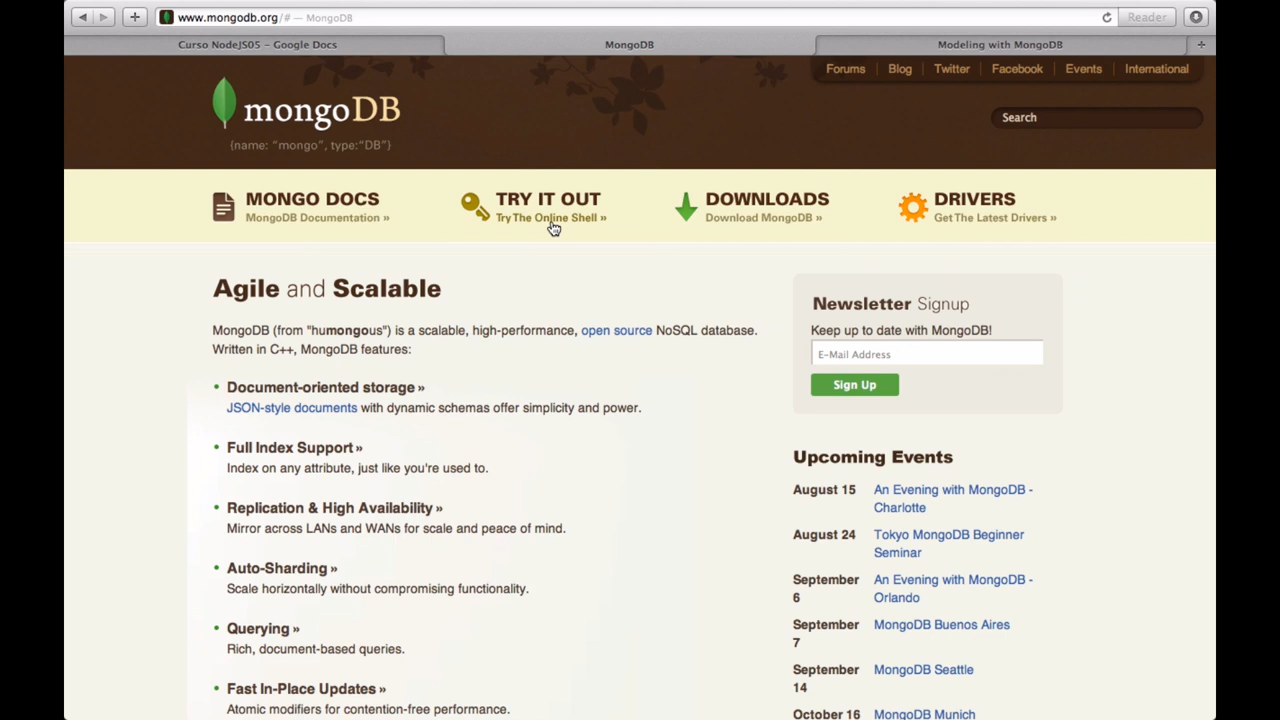 www.mongodb.org/# — MongoDB
Reader
Curso NodeJS05 – Google Docs
MongoDB
Modeling with MongoDB
Forums
Blog
Twitter
Facebook
Events
International
mongoDB
{name: "mongo", type:"DB"}
Search
MONGO DOCS
MongoDB Documentation »
TRY IT OUT
Try The Online Shell »
DOWNLOADS
Download MongoDB »
DRIVERS
Get The Latest Drivers »
Agile and Scalable
MongoDB (from "humongous") is a scalable, high-performance, open source NoSQL database.
Written in C++, MongoDB features:
• Document-oriented storage »
JSON-style documents with dynamic schemas offer simplicity and power.
• Full Index Support »
Index on any attribute, just like you're used to.
• Replication & High Availability »
Mirror across LANs and WANs for scale and peace of mind.
• Auto-Sharding »
Scale horizontally without compromising functionality.
• Querying »
Rich, document-based queries.
• Fast In-Place Updates »
Atomic modifiers for contention-free performance.
Newsletter Signup
Keep up to date with MongoDB!
E-Mail Address
Sign Up
Upcoming Events
August 15 An Evening with MongoDB -
Charlotte
August 24 Tokyo MongoDB Beginner
Seminar
September An Evening with MongoDB -
6 Orlando
September MongoDB Buenos Aires
7
September MongoDB Seattle
14
October 16 MongoDB Munich